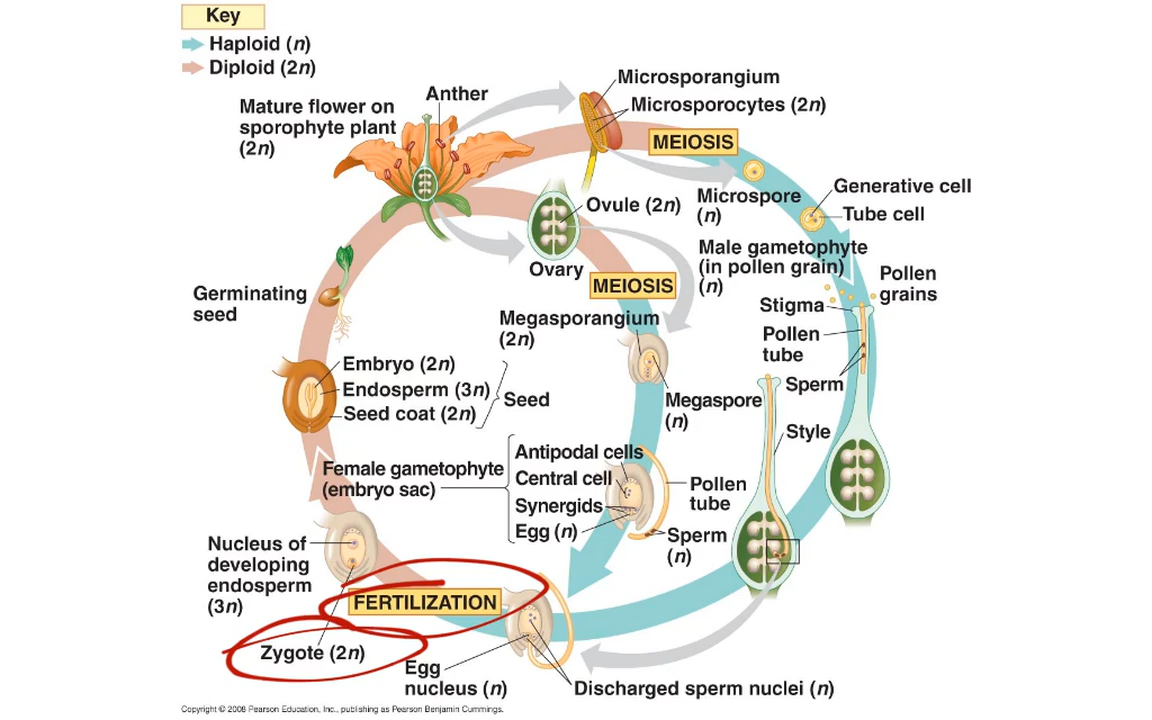 Key
Haploid (n)
Diploid (2n)
Mature flower on
sporophyte plant
(2n)
Anther
Microsporangium
Microsporocytes (2n)
MEIOSIS
Microspore
(n)
Generative cell
Tube cell
Ovule (2n)
Ovary
MEIOSIS
Male gametophyte
(in pollen grain)
(n)
Pollen
grains
Stigma
Pollen
tube
Sperm
Germinating
seed
Megasporangium
(2n)
Megaspore
(n)
Style
Embryo (2n)
Endosperm (3n)
Seed coat (2n)
Seed
Female gametophyte
(embryo sac)
Antipodal cells
Central cell
Synergids
Egg (n)
Pollen
tube
Sperm
(n)
Nucleus of
developing
endosperm
(3n)
FERTILIZATION
Zygote (2n)
Egg
nucleus (n)
Discharged sperm nuclei (n)
Copyright © 2008 Pearson Education, Inc., publishing as Pearson Benjamin Cummings.